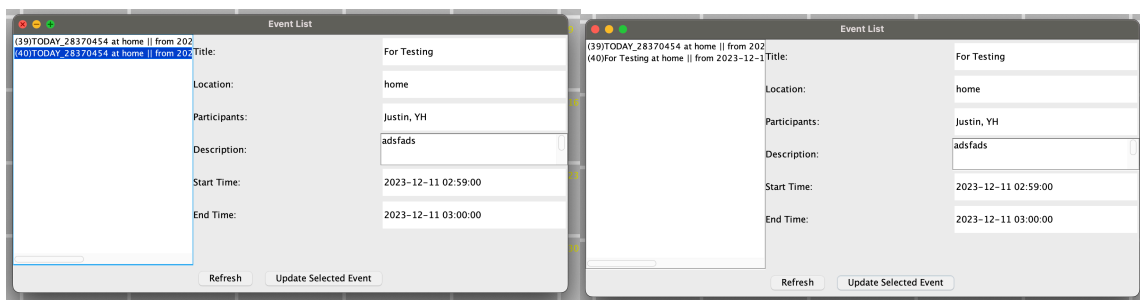 Event List
(39)TODAY_28370454 at home || from 202
(40)TODAY_28370454 at home || from 202
Title:
For Testing
Location:
home
Participants:
Justin, YH
Description:
adsfads
Start Time:
2023-12-11 02:59:00
End Time:
2023-12-11 03:00:00
Refresh
Update Selected Event
Event List
(39)TODAY_28370454 at home || from 202
(40)For Testing at home || from 2023-12-1
Title:
For Testing
Location:
home
Participants:
Justin, YH
Description:
adsfads
Start Time:
2023-12-11 02:59:00
End Time:
2023-12-11 03:00:00
Refresh
Update Selected Event